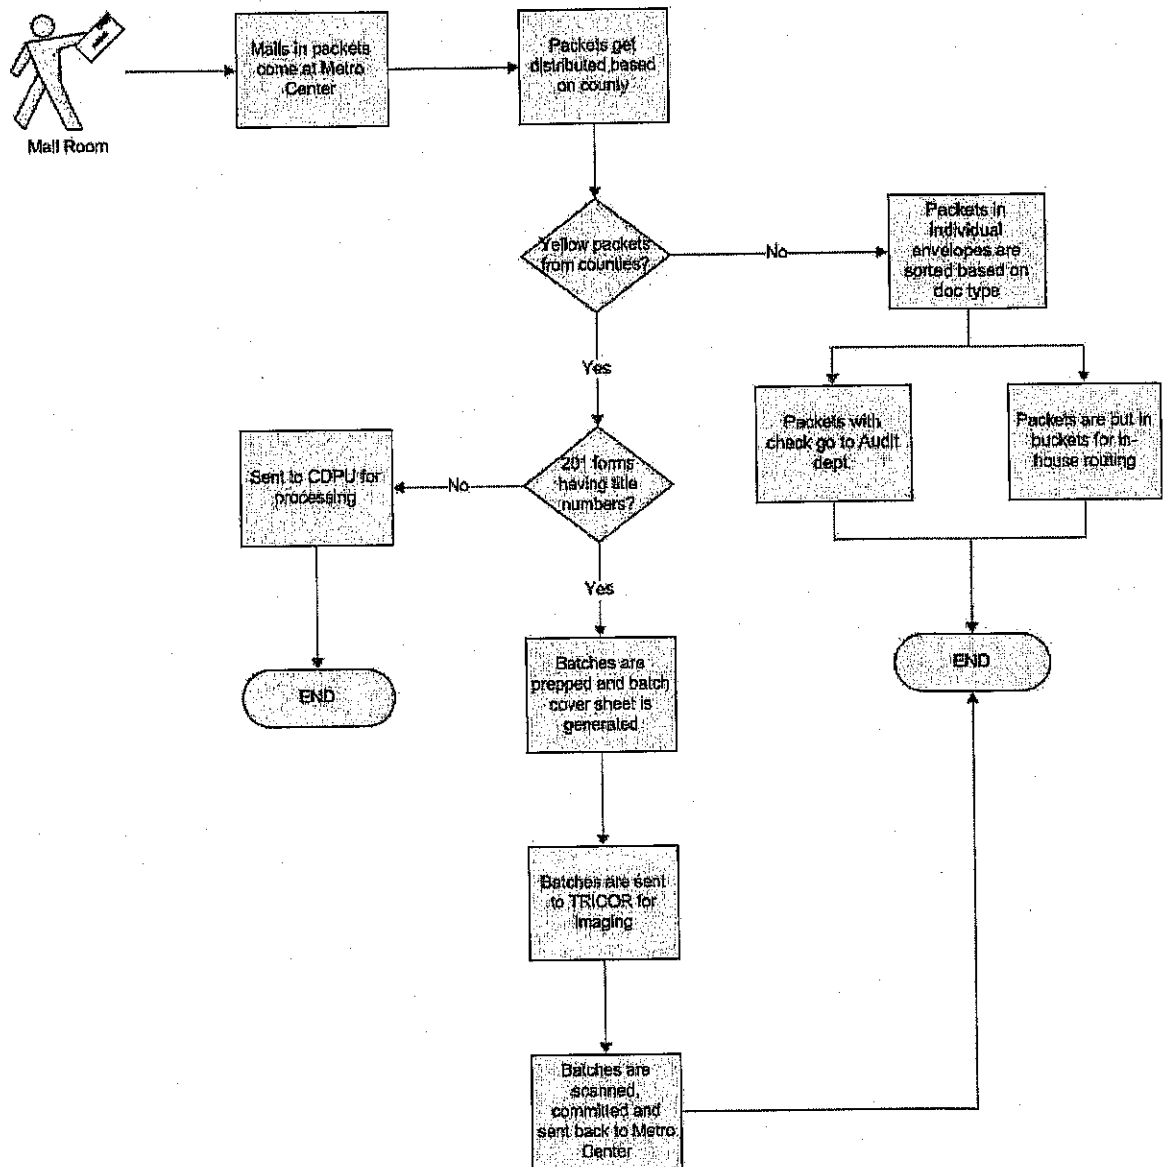 Mails in packets
come at Metro
Center
Packets get
distributed based
on county
Mail Room
Yellow packets
from counties?
No
Packets in
individual
envelopes are
sorted based on
doc type
Yes
Packets with
check go to Audit
dept
Packets are put in
buckets for in-
house routing
Sent to CDPU for
processing
No
201 forms
having title
numbers?
Yes
END
Batches are
prepped and batch
cover sheet is
generated
END
Batches are sent
to TRICOR for
Imaging
Batches are
scanned,
committed and
sent back to Metro
Center